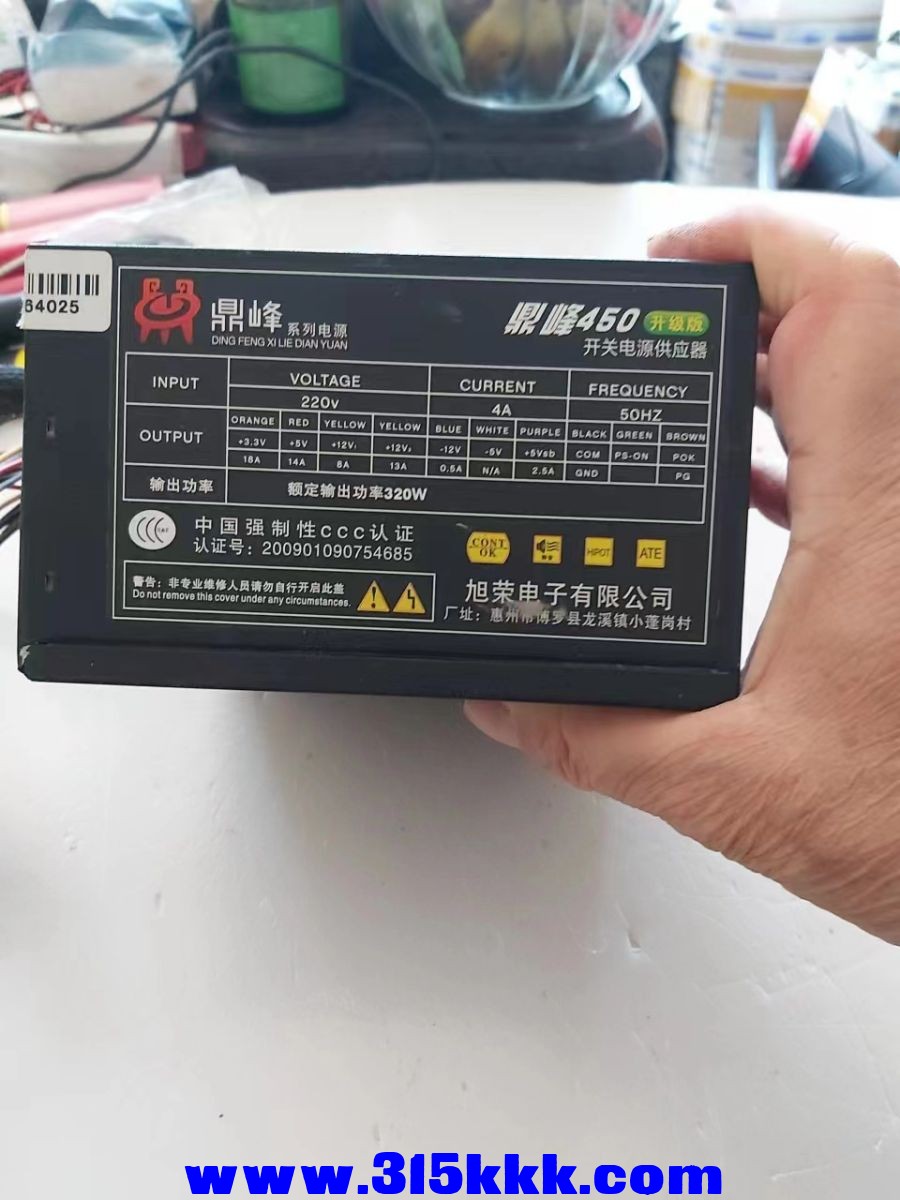 64025
鼎峰 系列电源
DING FENG XI LIE DIAN YUAN
鼎峰450 升级版
开关电源供应器
INPUT VOLTAGE CURRENT FREQUENCY
220v 4A 50HZ
OUTPUT ORANGE RED YELLOW YELLOW BLUE WHITE PURPLE BLACK GREEN BROWN
+3.3V +5V +12V₁ +12V₂ -12V -5V +5Vsb COM PS-ON POK
18A 14A 8A 13A 0.5A N/A 2.5A GND PG
输出功率 额定输出功率320W
中国强制性CCC认证
认证号：200901090754685
CONT OK HIPOT ATE
警告：非专业维修人员请勿自行开启此盖
Do not remove this cover under any circumstances.
旭荣电子有限公司
厂址：惠州市博罗县龙溪镇小蓬岗村
www.315kkk.com